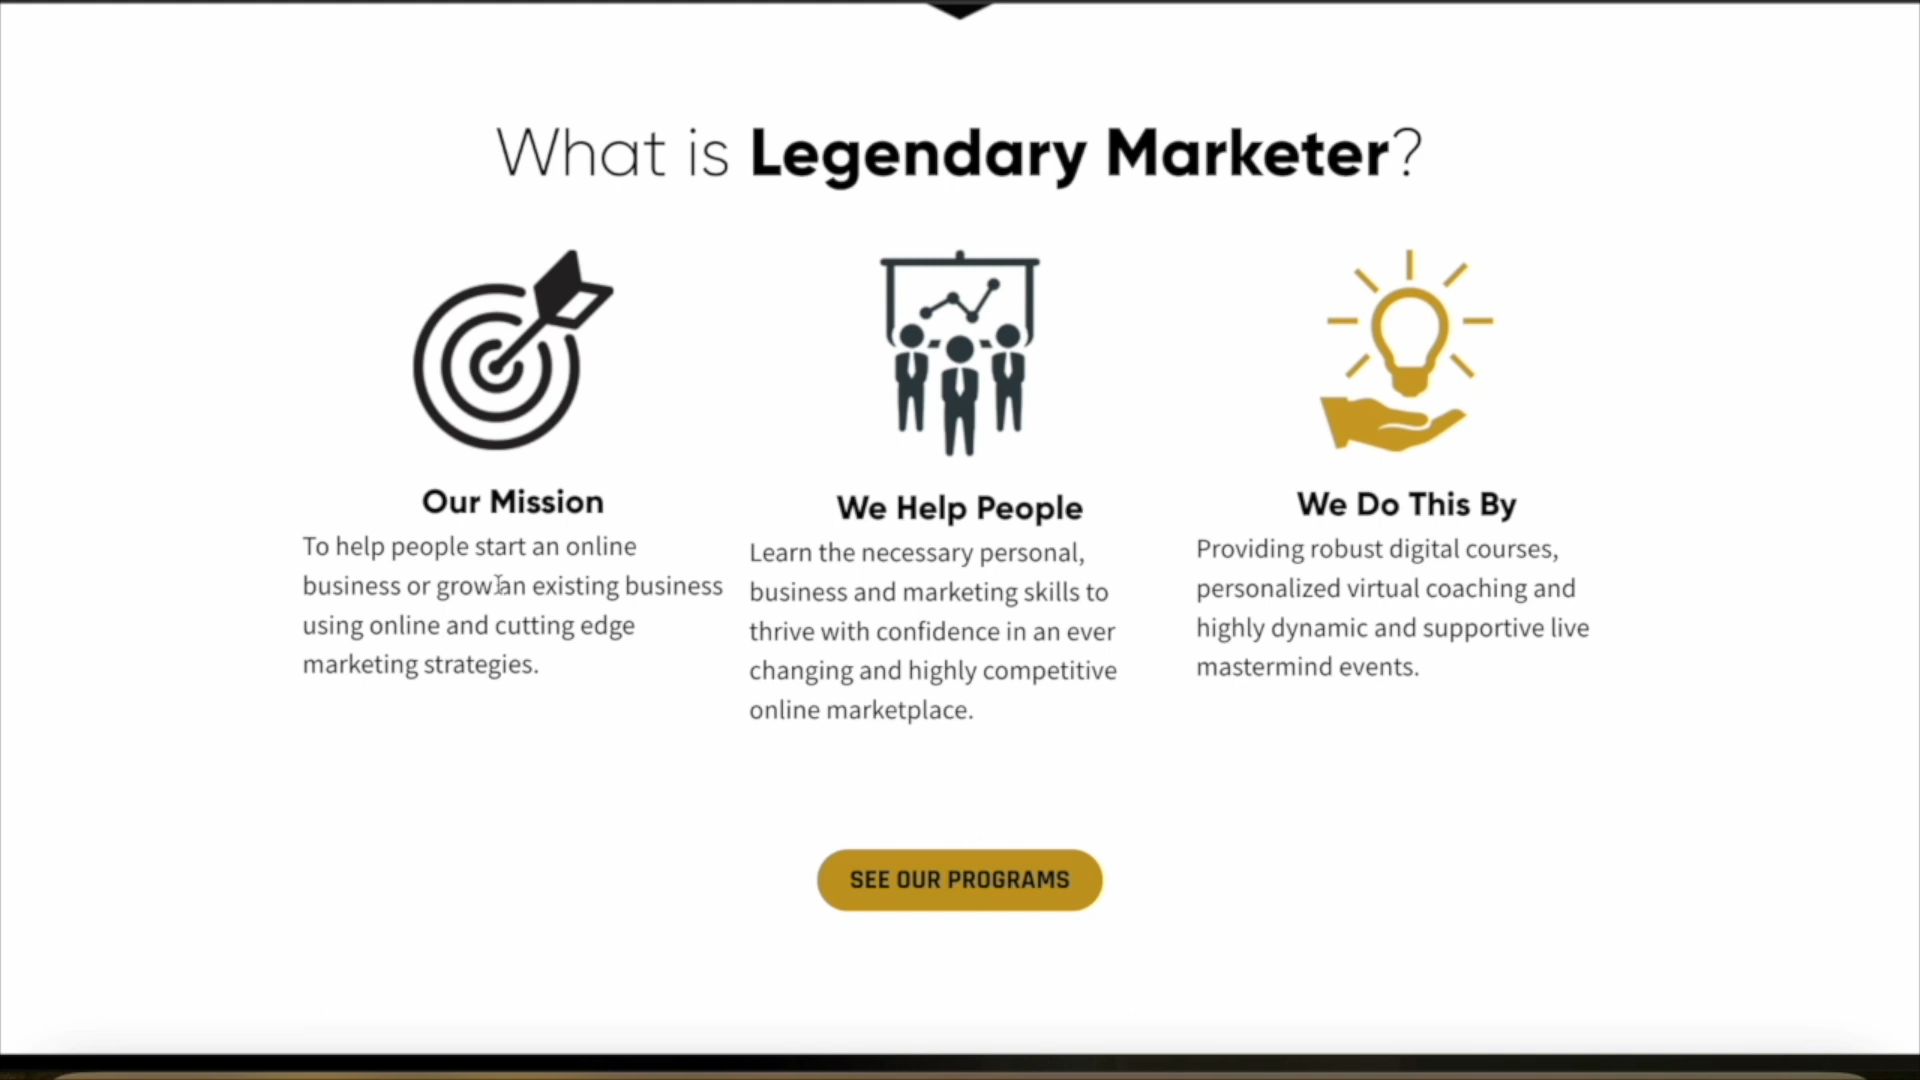 What is Legendary Marketer?
Our Mission
To help people start an online
business or grow an existing business
using online and cutting edge
marketing strategies.
We Help People
Learn the necessary personal,
business and marketing skills to
thrive with confidence in an ever
changing and highly competitive
online marketplace.
We Do This By
Providing robust digital courses,
personalized virtual coaching and
highly dynamic and supportive live
mastermind events.
SEE OUR PROGRAMS